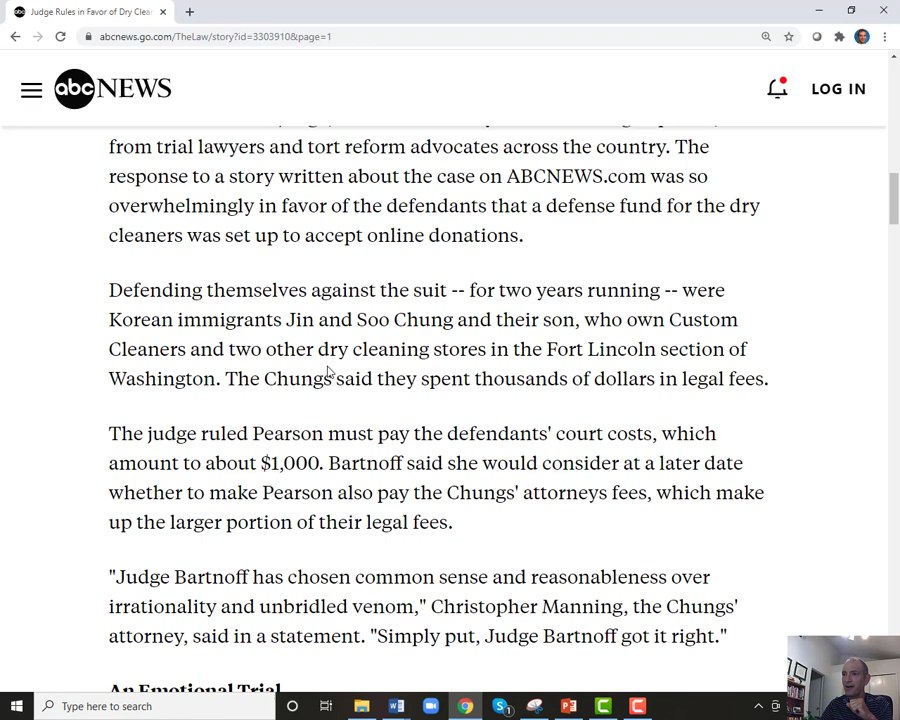 abc Judge Rules in Favor of Dry Clea
abcnews.go.com/TheLaw/story?id=3303910&page=1
abc NEWS
LOG IN
from trial lawyers and tort reform advocates across the country. The
response to a story written about the case on ABCNEWS.com was so
overwhelmingly in favor of the defendants that a defense fund for the dry
cleaners was set up to accept online donations.
Defending themselves against the suit -- for two years running -- were
Korean immigrants Jin and Soo Chung and their son, who own Custom
Cleaners and two other dry cleaning stores in the Fort Lincoln section of
Washington. The Chungs said they spent thousands of dollars in legal fees.
The judge ruled Pearson must pay the defendants' court costs, which
amount to about $1,000. Bartnoff said she would consider at a later date
whether to make Pearson also pay the Chungs' attorneys fees, which make
up the larger portion of their legal fees.
"Judge Bartnoff has chosen common sense and reasonableness over
irrationality and unbridled venom," Christopher Manning, the Chungs'
attorney, said in a statement. "Simply put, Judge Bartnoff got it right."
An Emotional Trial
Type here to search